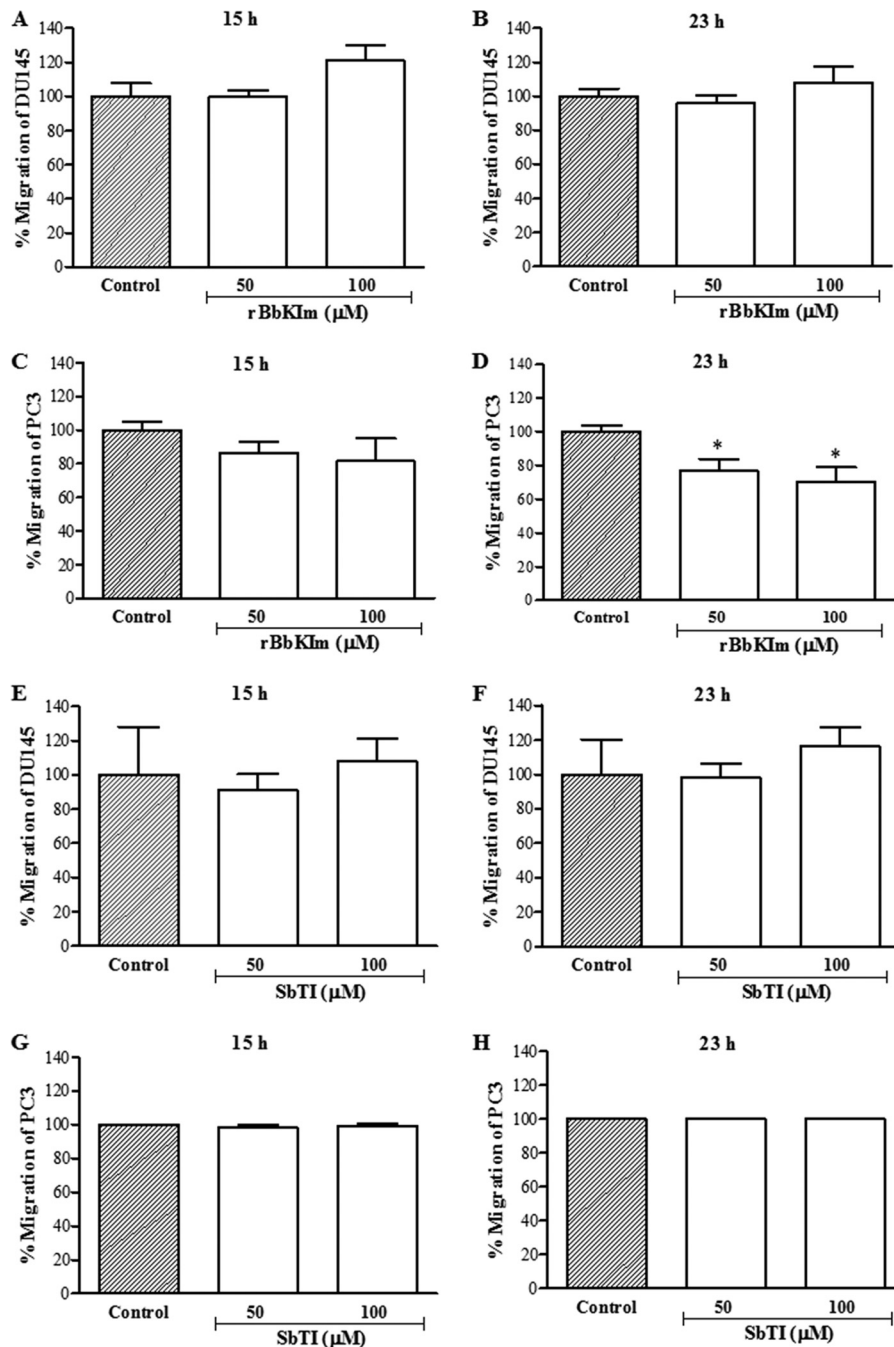 A
15 h
% Migration of DU145
140
120
100
80
60
40
20
0
Control
50
100
rBbKIm (µM)
B
23 h
% Migration of DU145
140
120
100
80
60
40
20
0
Control
50
100
rBbKIm (µM)
C
15 h
% Migration of PC3
140
120
100
80
60
40
20
0
Control
50
100
rBbKIm (µM)
D
23 h
% Migration of PC3
140
120
100
80
60
40
20
0
*
*
Control
50
100
rBbKIm (µM)
E
15 h
% Migration of DU145
140
120
100
80
60
40
20
0
Control
50
100
SbTI (µM)
F
23 h
% Migration of DU145
140
120
100
80
60
40
20
0
Control
50
100
SbTI (µM)
G
15 h
% Migration of PC3
140
120
100
80
60
40
20
0
Control
50
100
SbTI (µM)
H
23 h
% Migration of PC3
140
120
100
80
60
40
20
0
Control
50
100
SbTI (µM)